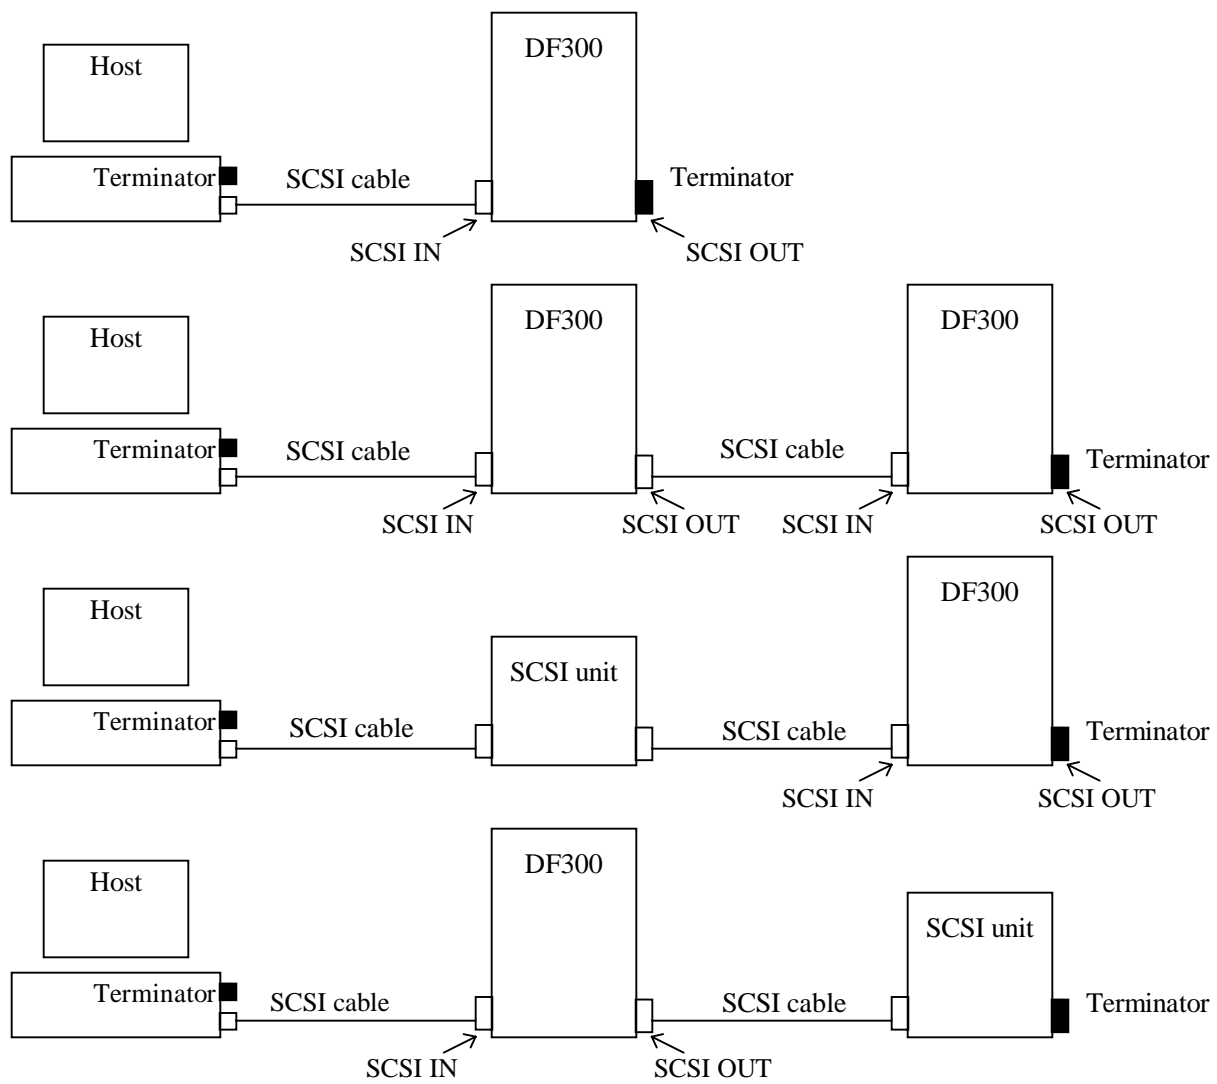 DF300
Host
Terminator
SCSI cable
Terminator
SCSI IN
SCSI OUT
DF300
DF300
Host
Terminator
SCSI cable
SCSI cable
Terminator
SCSI IN
SCSI OUT
SCSI IN
SCSI OUT
DF300
Host
SCSI unit
Terminator
SCSI cable
SCSI cable
Terminator
SCSI IN
SCSI OUT
DF300
Host
SCSI unit
Terminator
SCSI cable
SCSI cable
Terminator
SCSI IN
SCSI OUT